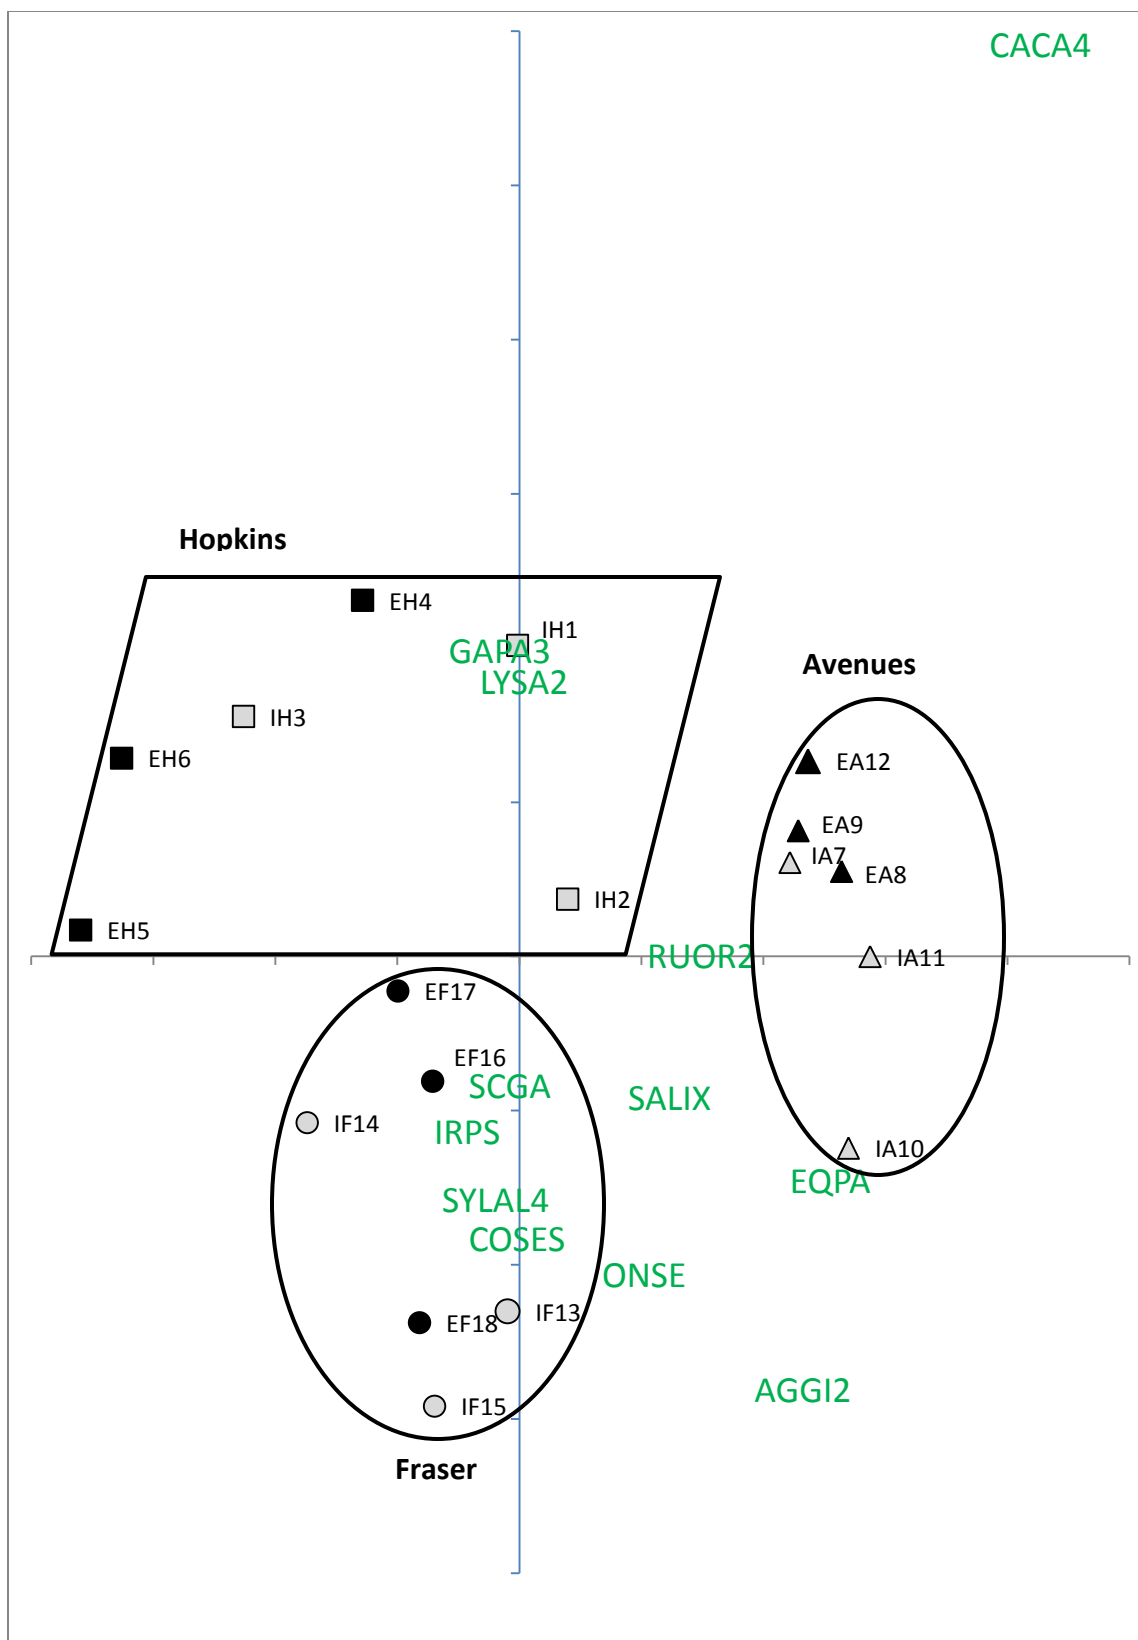 CACA4
Hopkins
EH4
IH1
GAPA3
LYSA2
Avenues
IH3
EH6
EA12
EA9
IA7
EA8
IH2
EH5
RUOR2
IA11
EF17
EF16
SCGA
SALIX
IF14
IRPS
IA10
EQPA
SYLAL4
COSES
ONSE
IF13
EF18
AGGI2
IF15
Fraser